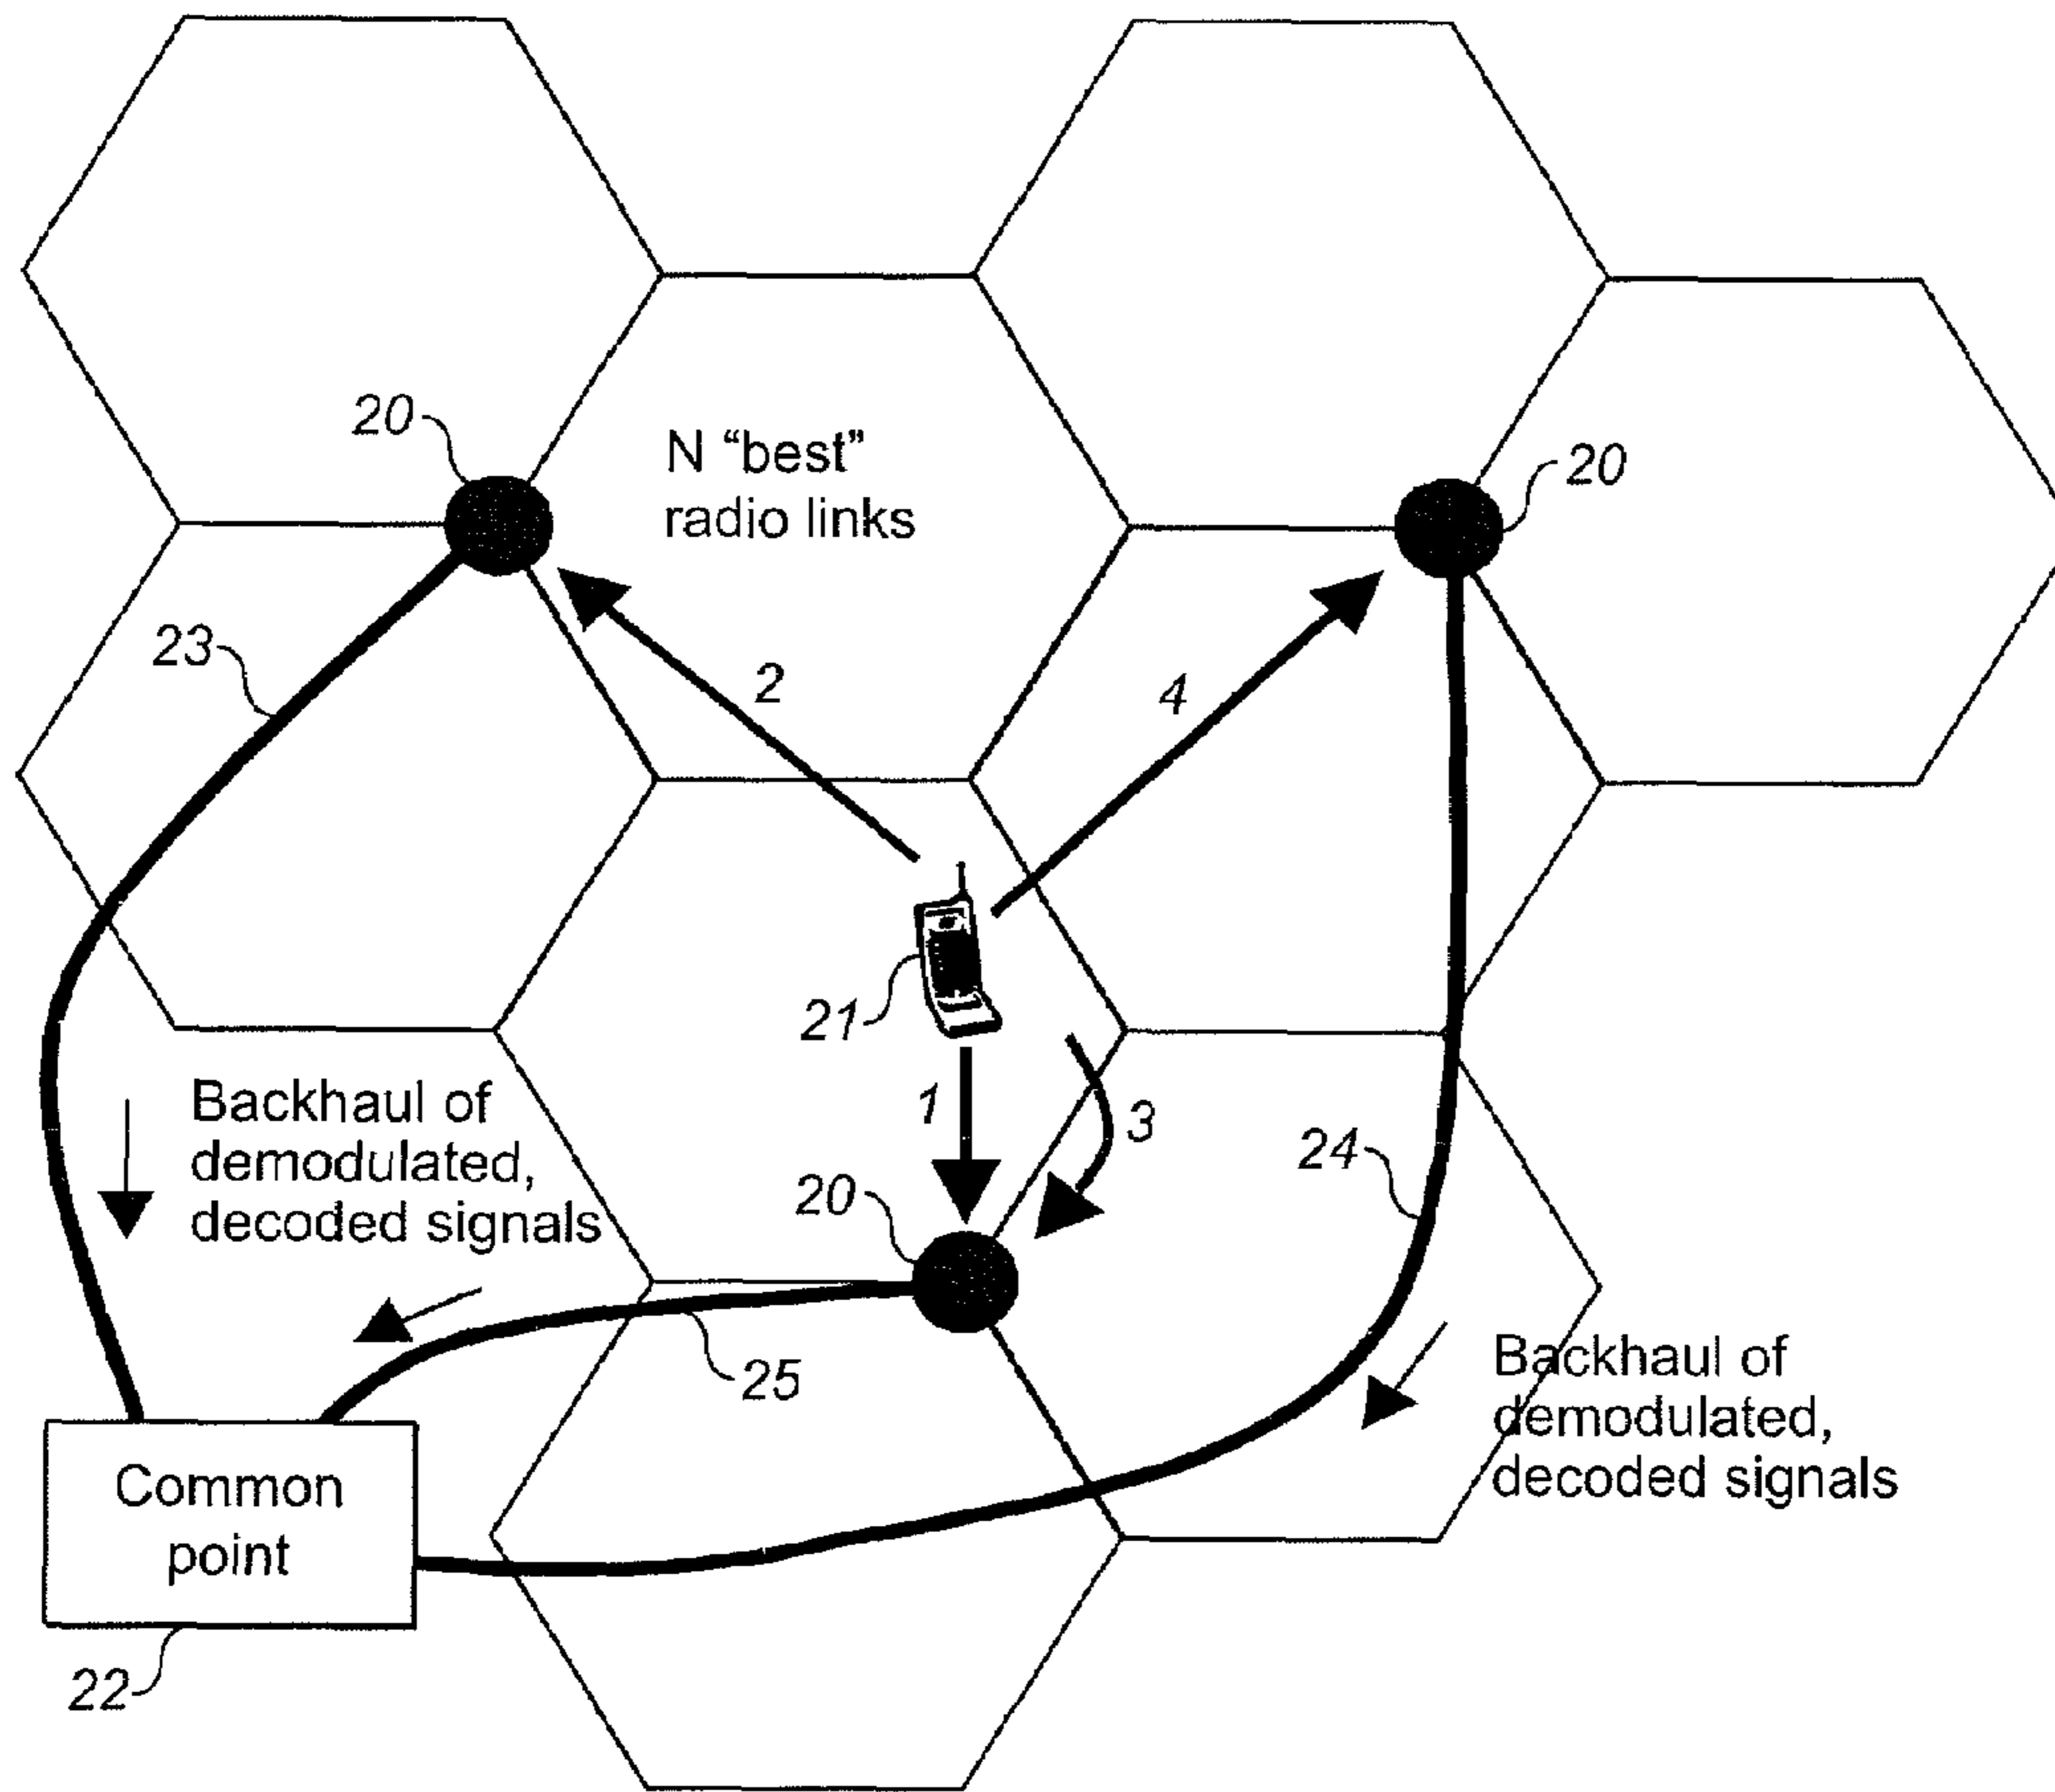 20
N “best”
radio links
20
23
2
4
21
1
3
Backhaul of
demodulated,
decoded signals
24
20
25
Backhaul of
demodulated,
decoded signals
Common
point
22